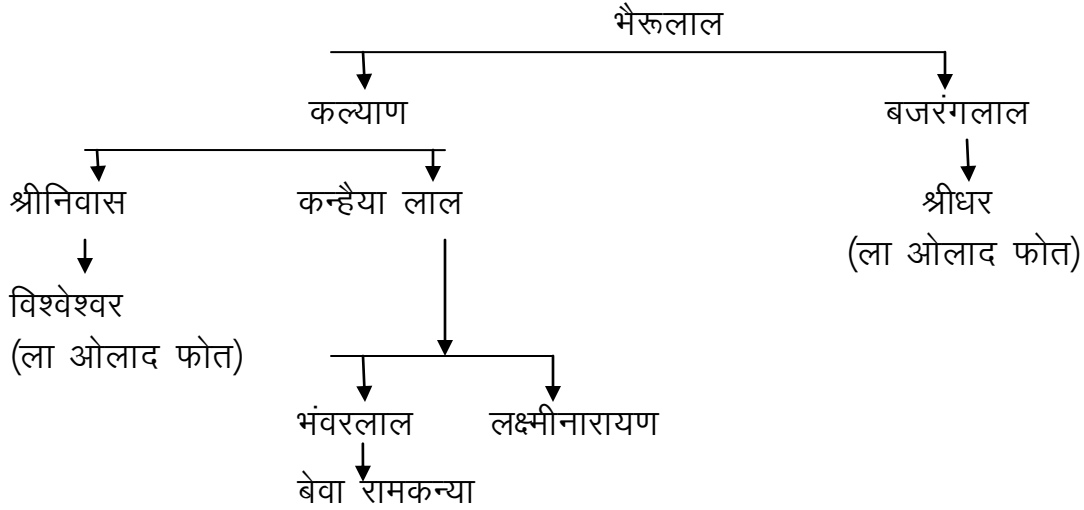 भैरूलाल
कल्याण बजरंगलाल
श्रीनिवास कन्हैया लाल श्रीधर
(ला ओलाद फोत)
विश्वेश्वर
(ला ओलाद फोत)
भंवरलाल लक्ष्मीनारायण
बेवा रामकन्या